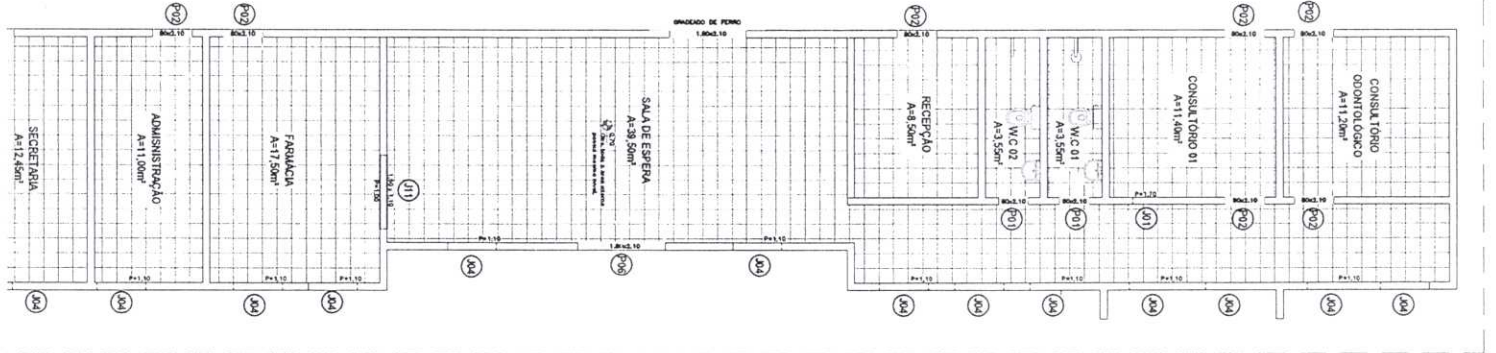 P02
P02
P02
P02
P02
80x2,10
80x2,10
GRADEADO DE FERRO
1.80x2,10
80x2,10
80x2,10
80x2,10
SECRETARIA
A=12,45m²
ADMISNISTRAÇÃO
A=11,00m²
FARMÁCIA
A=17,50m²
1,50 x 1,10
P=1,00
J11
SALA DE ESPERA
A=39,50m²
RECEPÇÃO
A=8,50m²
W.C 02
A=3,55m²
W.C 01
A=3,55m²
CONSULTÓRIO 01
A=11,40m²
CONSULTÓRIO
ODONTOLÓGICO
A=11,20m²
80x2,10
80x2,10
P=1,70
80x2,10
80x2,10
P01
P01
J01
P02
P02
P=1,10
1.80x2,10
P=1,10
J04
P06
J04
P=1,10
P=1,10
P=1,10
P=1,10
P=1,10
P=1,10
P=1,10
J04
J04
J04
J04
J04
J04
J04
J04
J04
J04
J04